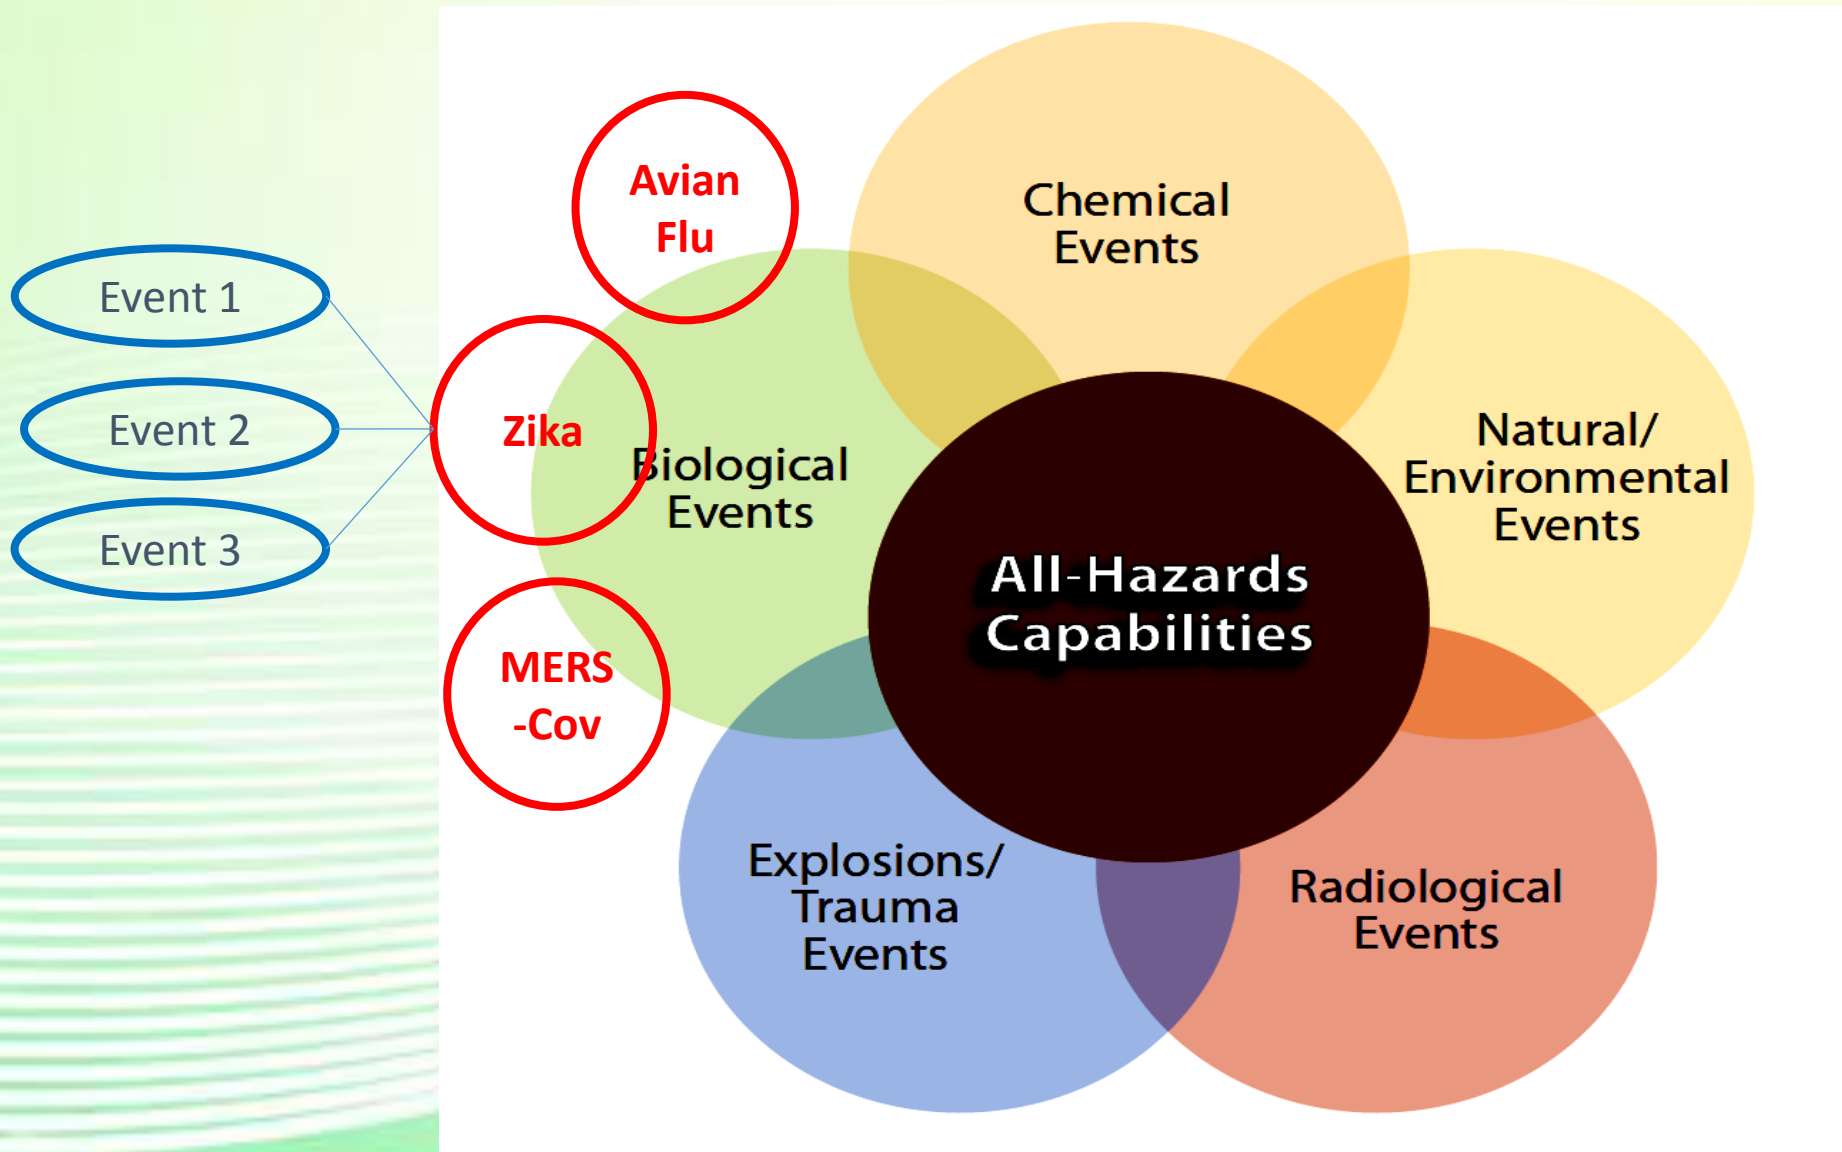 Event 1
Event 2
Event 3
Avian
Flu
Zika
MERS
-Cov
Chemical
Events
Biological
Events
Natural/
Environmental
Events
All-Hazards
Capabilities
Explosions/
Trauma
Events
Radiological
Events